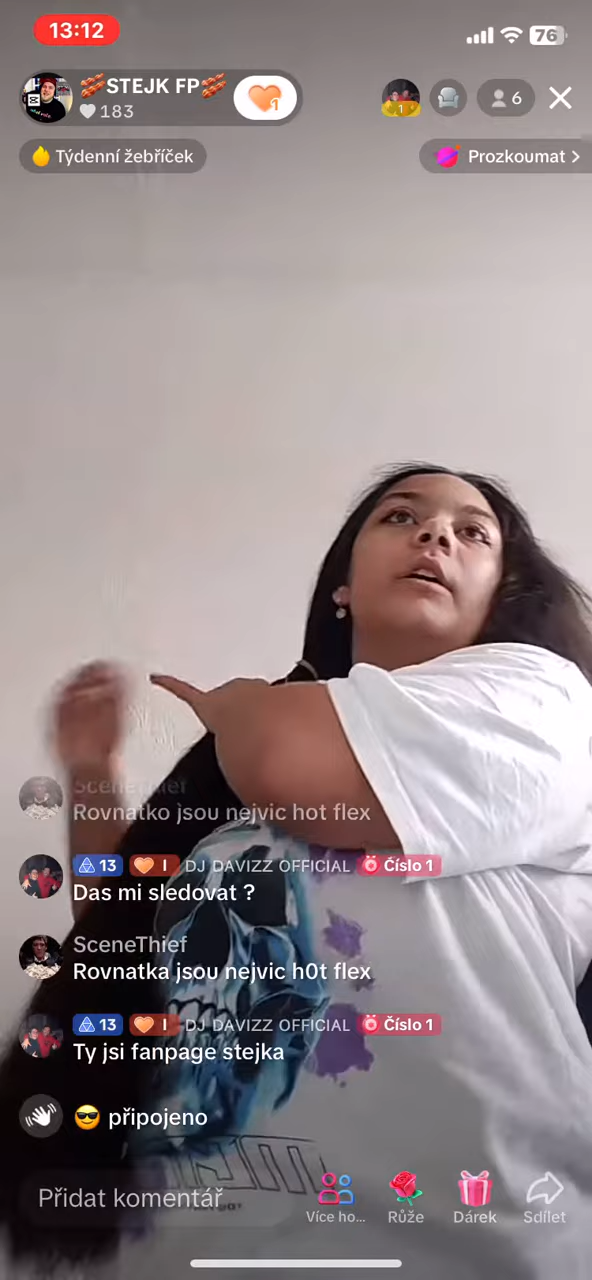 13:12
76
🥓STEJK FP🥓
183
1
1
6
Týdenní žebříček
Prozkoumat
SceneThief
Rovnatko jsou nejvic hot flex
13 I DJ DAVIZZ OFFICIAL Číslo 1
Das mi sledovat ?
SceneThief
Rovnatka jsou nejvic h0t flex
13 I DJ DAVIZZ OFFICIAL Číslo 1
Ty jsi fanpage stejka
😎 připojeno
Přidat komentář
Více ho...
Růže
Dárek
Sdílet